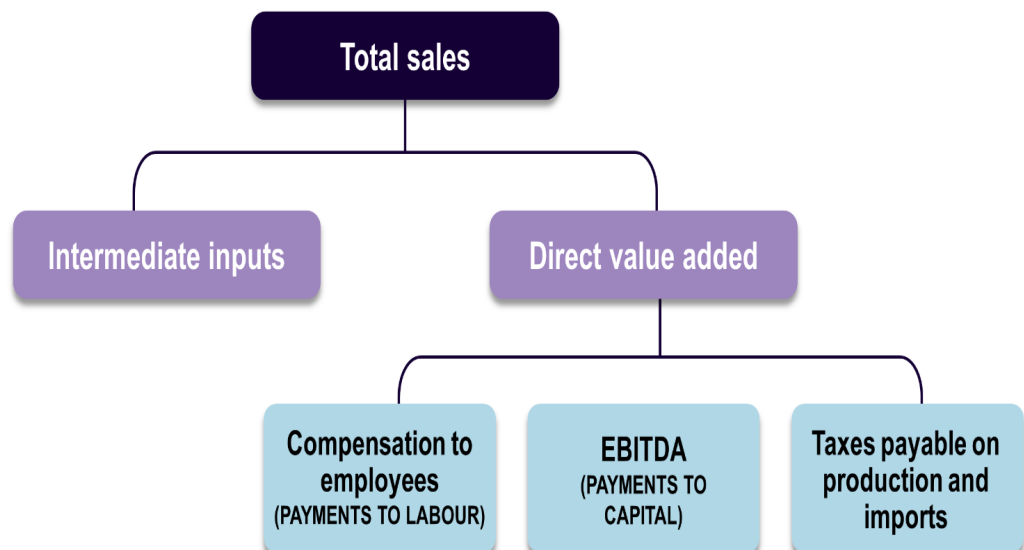 Total sales
Intermediate inputs
Direct value added
Compensation to
employees
(PAYMENTS TO LABOUR)
EBITDA
(PAYMENTS TO
CAPITAL)
Taxes payable on
production and
imports